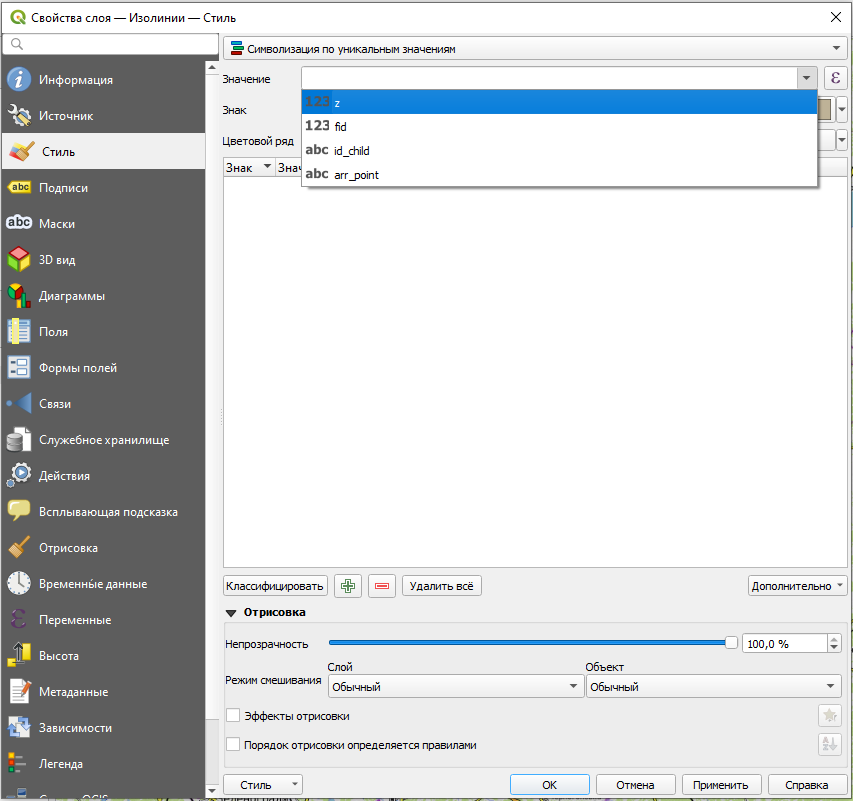 Свойства слоя — Изолинии — Стиль
Символизация по уникальным значениям
Информация
Источник
Стиль
abc Подписи
abc Маски
3D вид
Диаграммы
Поля
Формы полей
Связи
Служебное хранилище
Действия
Всплывающая подсказка
Отрисовка
Временные данные
Переменные
Высота
Метаданные
Зависимости
Легенда
Значение
ε
Знак
Цветовой ряд
123 z
123 fid
abc id_child
abc arr_point
Знак
Классифицировать
Удалить всё
Дополнительно
Отрисовка
Непрозрачность
100,0 %
Слой
Объект
Режим смешивания
Обычный
Обычный
Эффекты отрисовки
Порядок отрисовки определяется правилами
Стиль
OK
Отмена
Применить
Справка